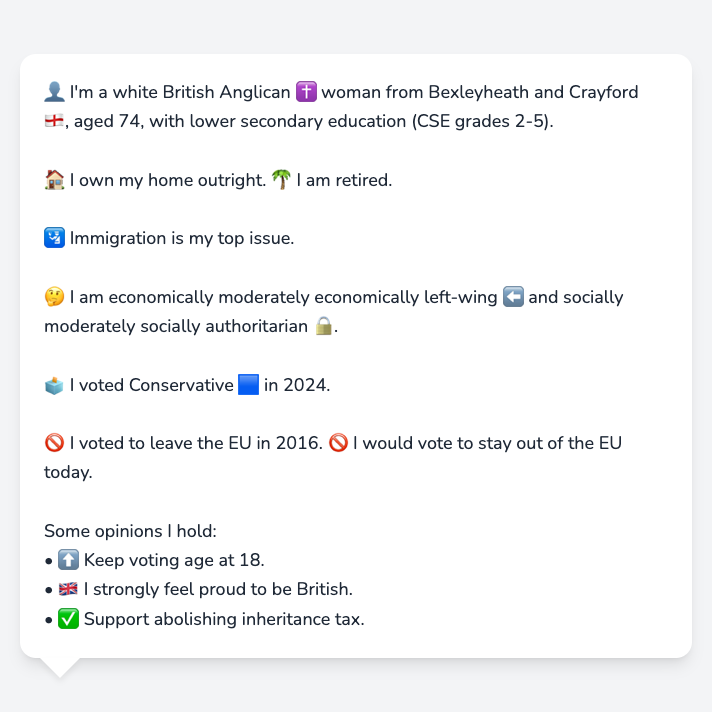 👤 I'm a white British Anglican ✝️ woman from Bexleyheath and Crayford
🏴󠁧󠁢󠁥󠁮󠁧󠁿, aged 74, with lower secondary education (CSE grades 2-5).
🏠 I own my home outright. 🌴 I am retired.
🛂 Immigration is my top issue.
🤔 I am economically moderately economically left-wing ⬅️ and socially
moderately socially authoritarian 🔒.
🗳️ I voted Conservative 🟦 in 2024.
🚫 I voted to leave the EU in 2016. 🚫 I would vote to stay out of the EU
today.
Some opinions I hold:
• ⬆️ Keep voting age at 18.
• 🇬🇧 I strongly feel proud to be British.
• ✅ Support abolishing inheritance tax.